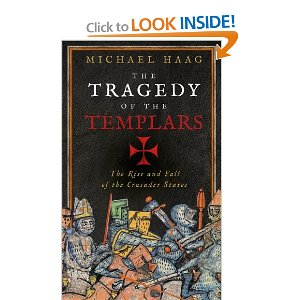 Click to LOOK INSIDE!
MICHAEL HAAG
THE
TRAGEDY
OF THE
TEMPLARS
The Rise and Fall
of the Crusader States